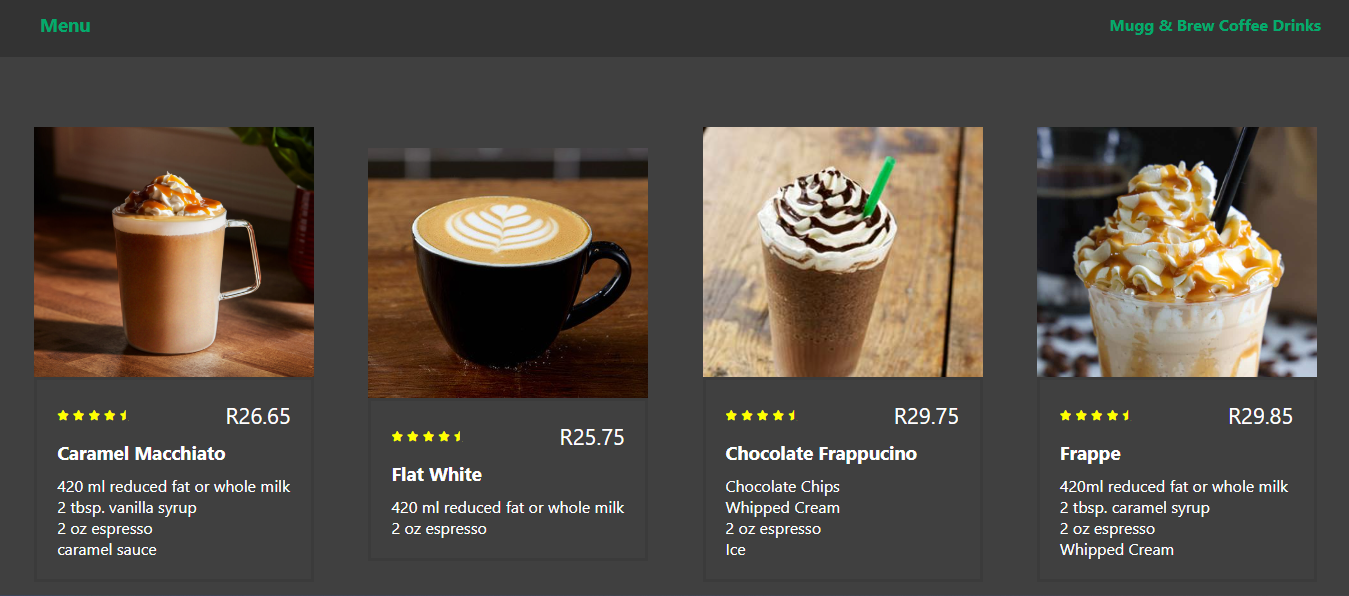 Menu
Mugg & Brew Coffee Drinks
R26.65
Caramel Macchiato
420 ml reduced fat or whole milk
2 tbsp. vanilla syrup
2 oz espresso
caramel sauce
R25.75
Flat White
420 ml reduced fat or whole milk
2 oz espresso
R29.75
Chocolate Frappucino
Chocolate Chips
Whipped Cream
2 oz espresso
Ice
R29.85
Frappe
420ml reduced fat or whole milk
2 tbsp. caramel syrup
2 oz espresso
Whipped Cream